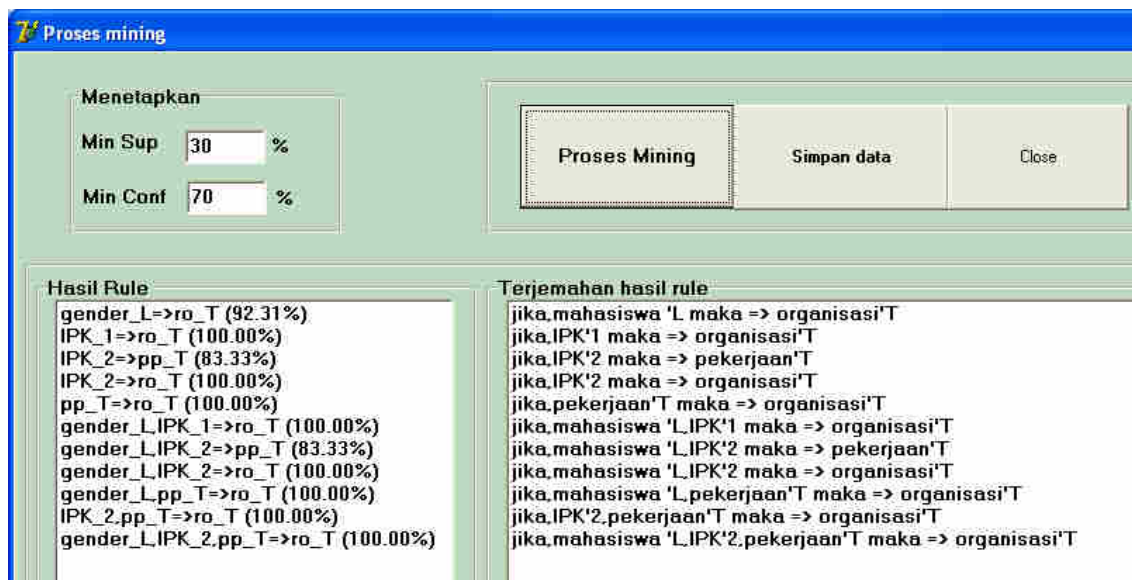 Proses mining
Menetapkan
Min Sup 30 %
Min Conf 70 %
Proses Mining
Simpan data
Close
Hasil Rule
gender_L=>ro_T (92.31%)
IPK_1=>ro_T (100.00%)
IPK_2=>pp_T (83.33%)
IPK_2=>ro_T (100.00%)
pp_T=>ro_T (100.00%)
gender_L,IPK_1=>ro_T (100.00%)
gender_L,IPK_2=>pp_T (83.33%)
gender_L,IPK_2=>ro_T (100.00%)
gender_L,pp_T=>ro_T (100.00%)
IPK_2,pp_T=>ro_T (100.00%)
gender_L,IPK_2,pp_T=>ro_T (100.00%)
Terjemahan hasil rule
jika,mahasiswa 'L maka => organisasi'T
jika,IPK'1 maka => organisasi'T
jika,IPK'2 maka => pekerjaan'T
jika,IPK'2 maka => organisasi'T
jika,pekerjaan'T maka => organisasi'T
jika,mahasiswa 'L,IPK'1 maka => organisasi'T
jika,mahasiswa 'L,IPK'2 maka => pekerjaan'T
jika,mahasiswa 'L,IPK'2 maka => organisasi'T
jika,mahasiswa 'L,pekerjaan'T maka => organisasi'T
jika,IPK'2,pekerjaan'T maka => organisasi'T
jika,mahasiswa 'L,IPK'2,pekerjaan'T maka => organisasi'T